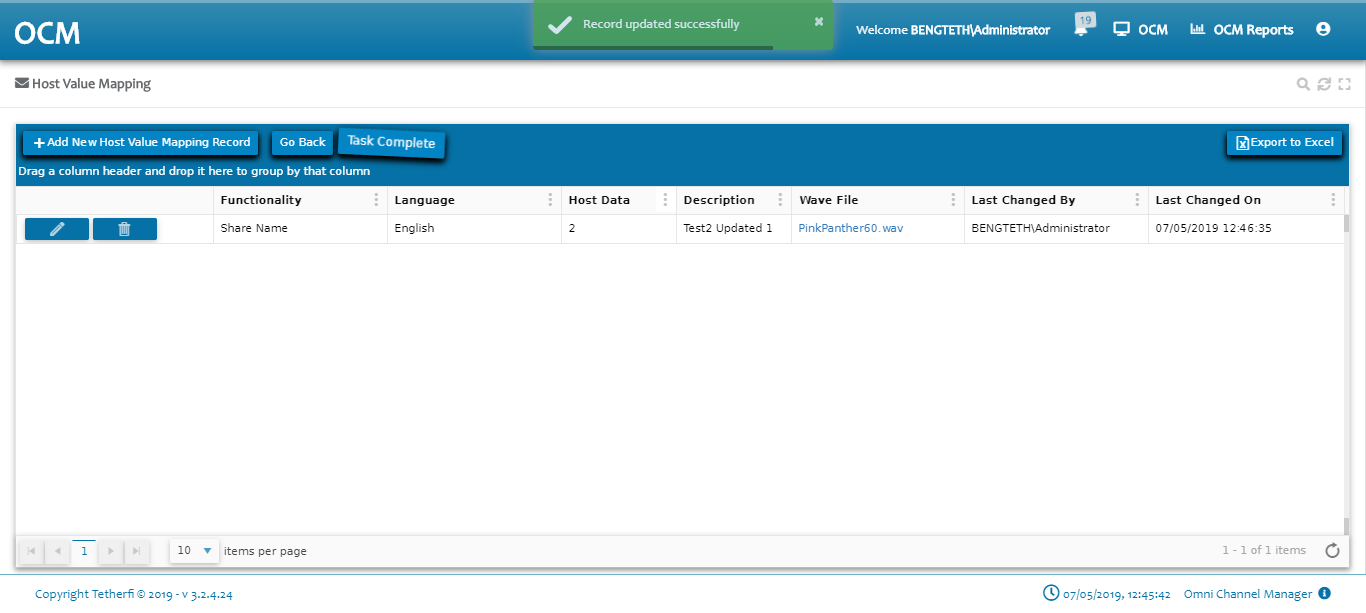 OCM
Record updated successfully
×
Welcome BENGTETH\Administrator
19
OCM
OCM Reports
Host Value Mapping
+Add New Host Value Mapping Record
Go Back
Task Complete
Export to Excel
Drag a column header and drop it here to group by that column
Functionality
Language
Host Data
Description
Wave File
Last Changed By
Last Changed On
Share Name
English
2
Test2 Updated 1
PinkPanther60.wav
BENGTETH\Administrator
07/05/2019 12:46:35
1
10
items per page
1 - 1 of 1 items
Copyright Tetherfi © 2019 - v 3.2.4.24
07/05/2019, 12:45:42
Omni Channel Manager